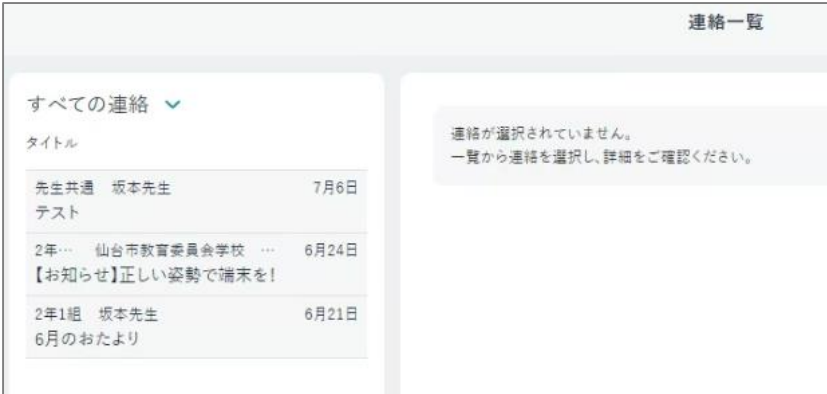 連絡一覧
すべての連絡
タイトル
先生共通　坂本先生　7月6日
テスト
2年…　仙台市教育委員会学校　…　6月24日
【お知らせ】正しい姿勢で端末を!
2年1組　坂本先生　6月21日
6月のおたより
連絡が選択されていません。
一覧から連絡を選択し、詳細をご確認ください。